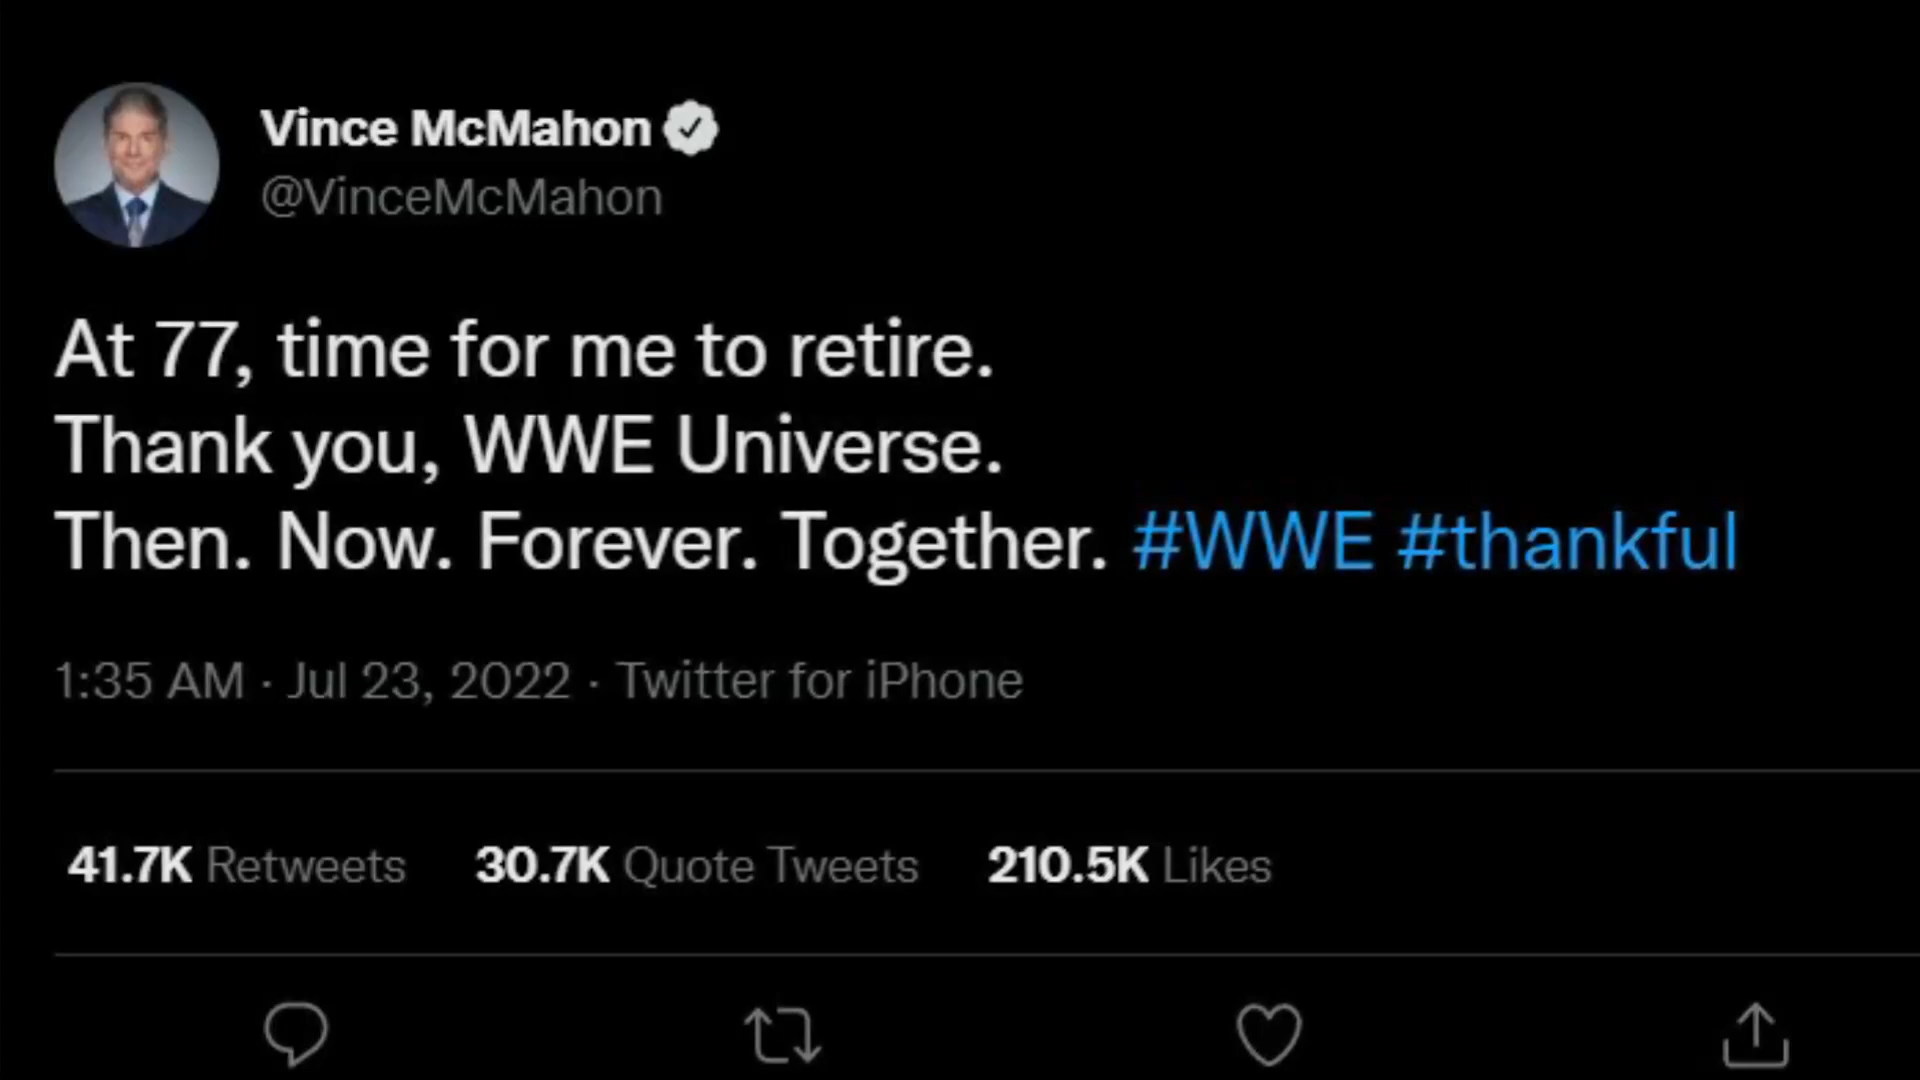 Vince McMahon
@VinceMcMahon
At 77, time for me to retire.
Thank you, WWE Universe.
Then. Now. Forever. Together. #WWE #thankful
1:35 AM · Jul 23, 2022 · Twitter for iPhone
41.7K Retweets 30.7K Quote Tweets 210.5K Likes